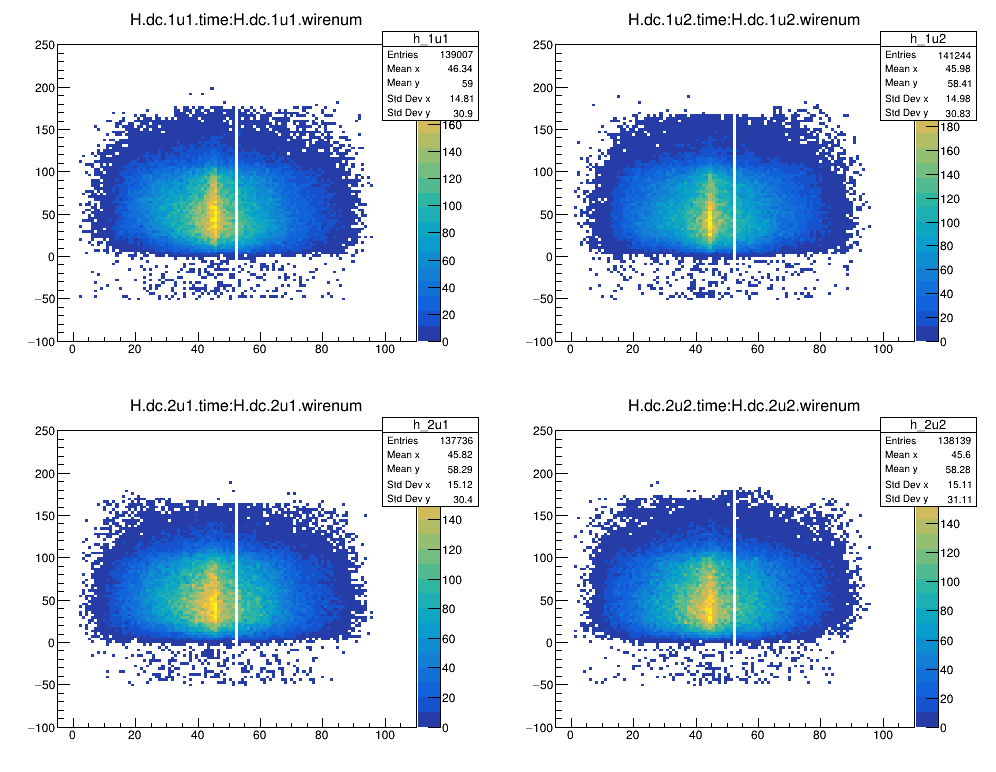 H.dc.1u1.time:H.dc.1u1.wirenum
h_1u1
Entries 139007
Mean x 46.34
Mean y 59
Std Dev x 14.81
Std Dev y 30.9
250
200
150
100
50
0
−50
−100
0 20 40 60 80 100
160
140
120
100
80
60
40
20
0
H.dc.1u2.time:H.dc.1u2.wirenum
h_1u2
Entries 141244
Mean x 45.98
Mean y 58.41
Std Dev x 14.98
Std Dev y 30.83
250
200
150
100
50
0
−50
−100
0 20 40 60 80 100
180
160
140
120
100
80
60
40
20
0
H.dc.2u1.time:H.dc.2u1.wirenum
h_2u1
Entries 137736
Mean x 45.82
Mean y 58.29
Std Dev x 15.12
Std Dev y 30.4
250
200
150
100
50
0
−50
−100
0 20 40 60 80 100
140
120
100
80
60
40
20
0
H.dc.2u2.time:H.dc.2u2.wirenum
h_2u2
Entries 138139
Mean x 45.6
Mean y 58.28
Std Dev x 15.11
Std Dev y 31.11
250
200
150
100
50
0
−50
−100
0 20 40 60 80 100
140
120
100
80
60
40
20
0